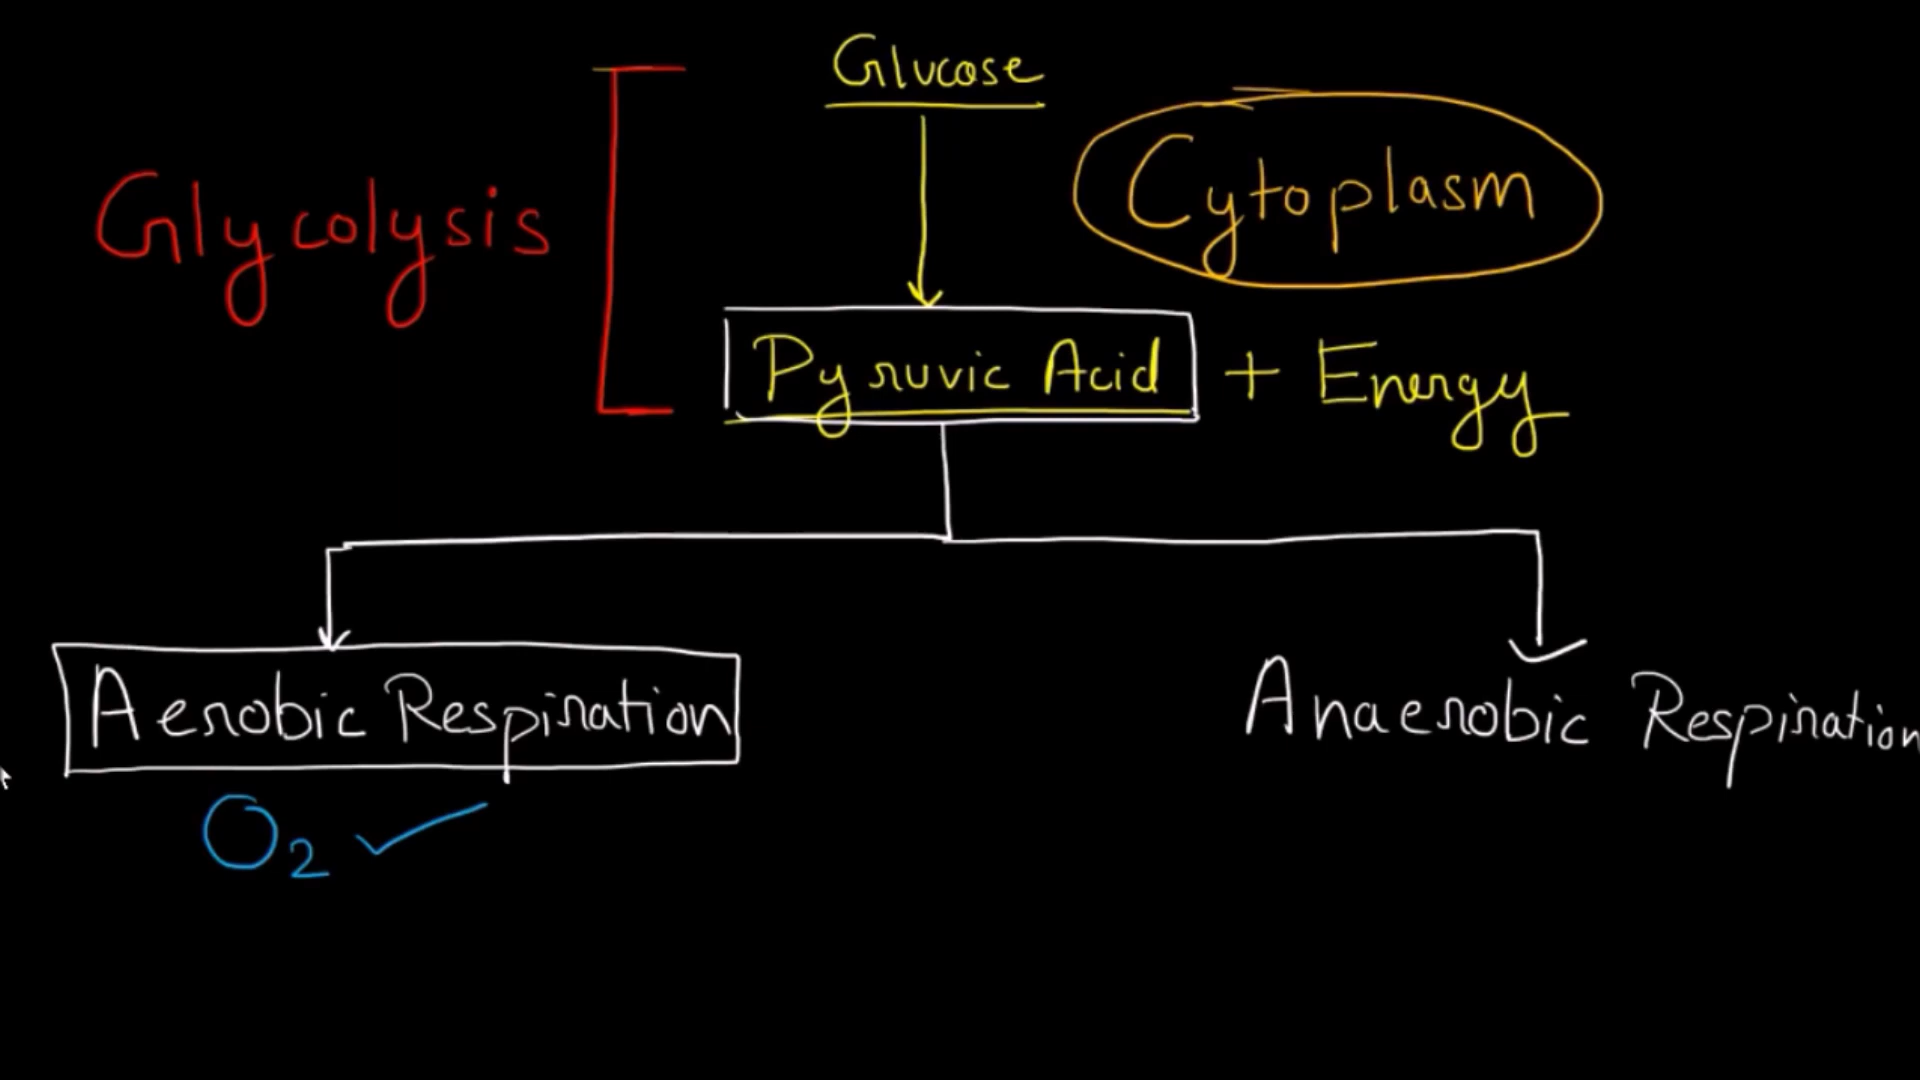 Glucose
Cytoplasm
Glycolysis
Pyruvic Acid + Energy
Aerobic Respiration
Anaerobic Respiration
O₂ ✓